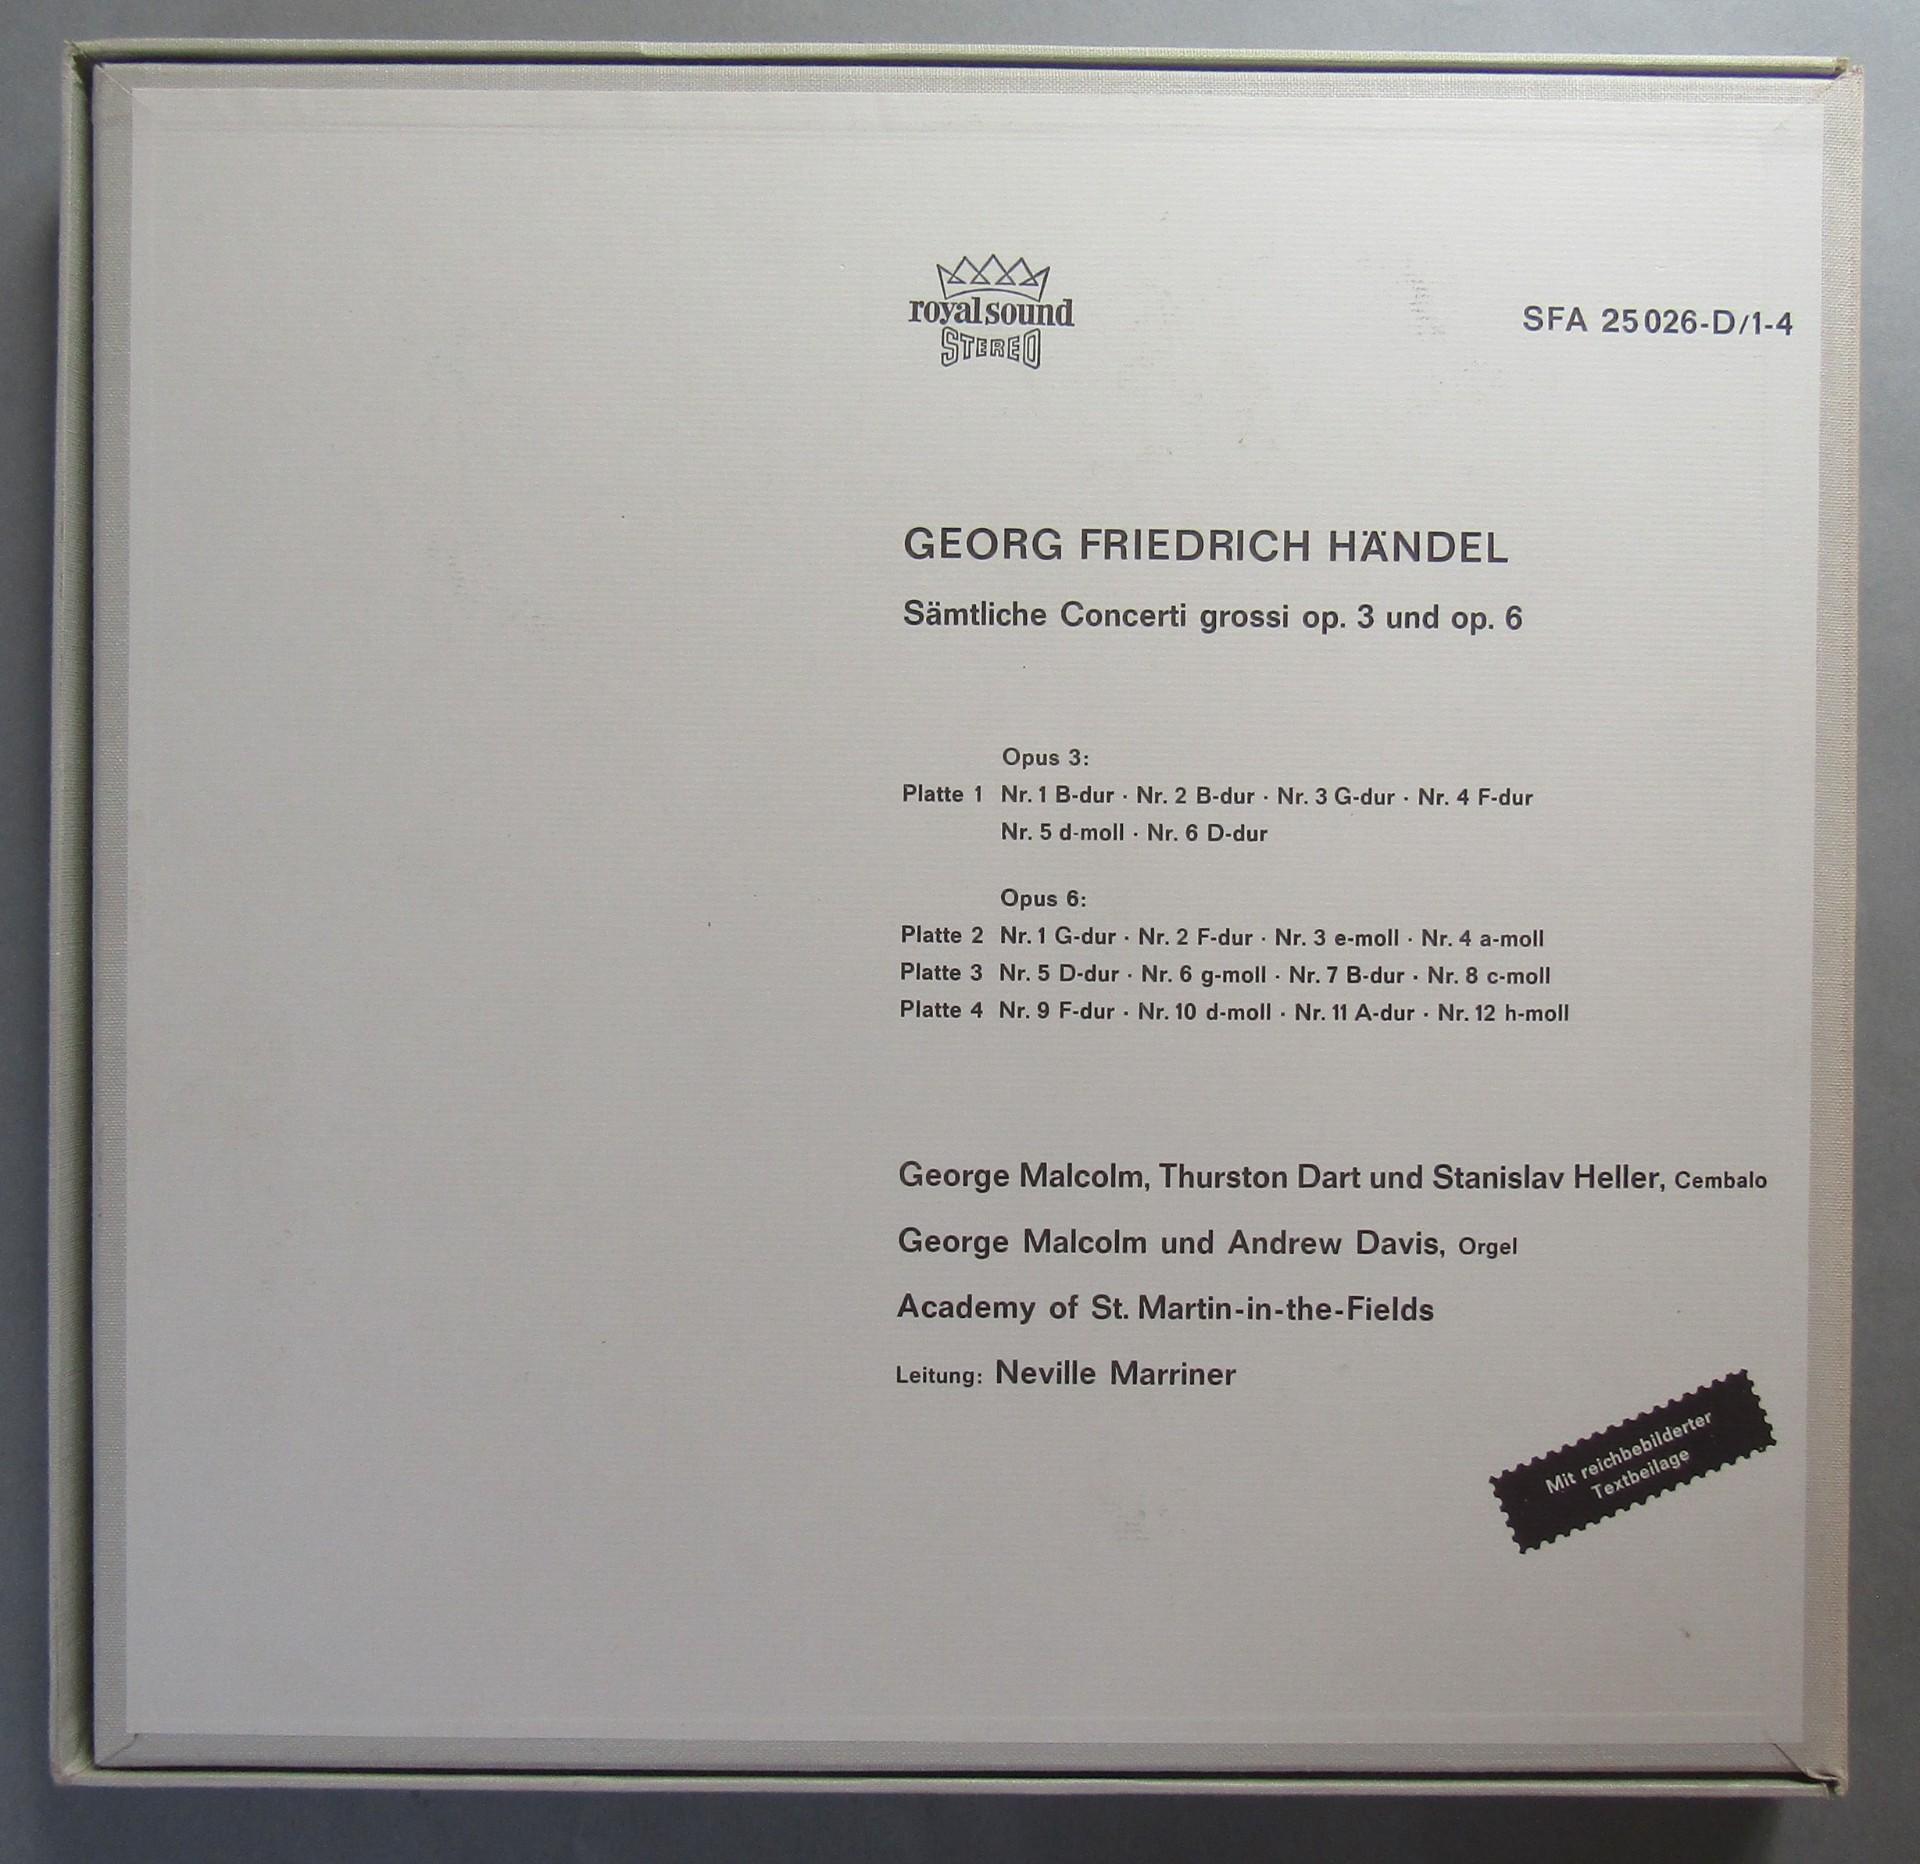 royal sound
STEREO
SFA 25026-D/1-4
GEORG FRIEDRICH HÄNDEL
Sämtliche Concerti grossi op. 3 und op. 6
Opus 3:
Platte 1 Nr. 1 B-dur · Nr. 2 B-dur · Nr. 3 G-dur · Nr. 4 F-dur
Nr. 5 d-moll · Nr. 6 D-dur
Opus 6:
Platte 2 Nr. 1 G-dur · Nr. 2 F-dur · Nr. 3 e-moll · Nr. 4 a-moll
Platte 3 Nr. 5 D-dur · Nr. 6 g-moll · Nr. 7 B-dur · Nr. 8 c-moll
Platte 4 Nr. 9 F-dur · Nr. 10 d-moll · Nr. 11 A-dur · Nr. 12 h-moll
George Malcolm, Thurston Dart und Stanislav Heller, Cembalo
George Malcolm und Andrew Davis, Orgel
Academy of St. Martin-in-the-Fields
Leitung: Neville Marriner
Mit reichbebilderter
Textbeilage